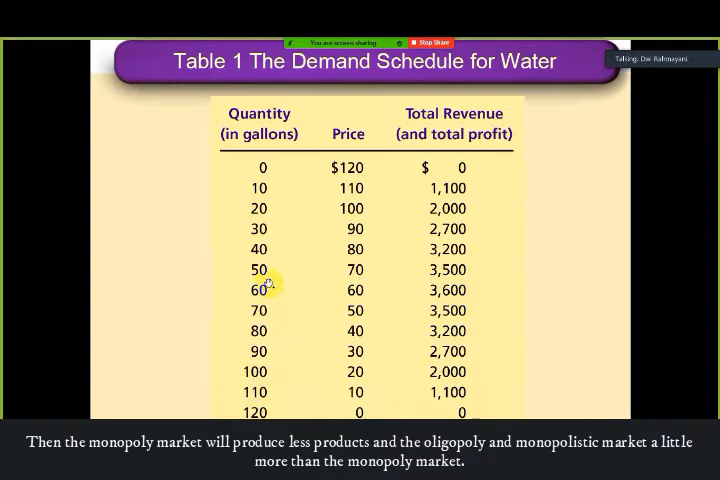 You are screen sharing
Stop Share
Talking: Dwi Rahmayani
Table 1 The Demand Schedule for Water
Quantity (in gallons) Price Total Revenue (and total profit)
0 $120 $ 0
10 110 1,100
20 100 2,000
30 90 2,700
40 80 3,200
50 70 3,500
60 60 3,600
70 50 3,500
80 40 3,200
90 30 2,700
100 20 2,000
110 10 1,100
120 0 0
Then the monopoly market will produce less products and the oligopoly and monopolistic market a little
more than the monopoly market.